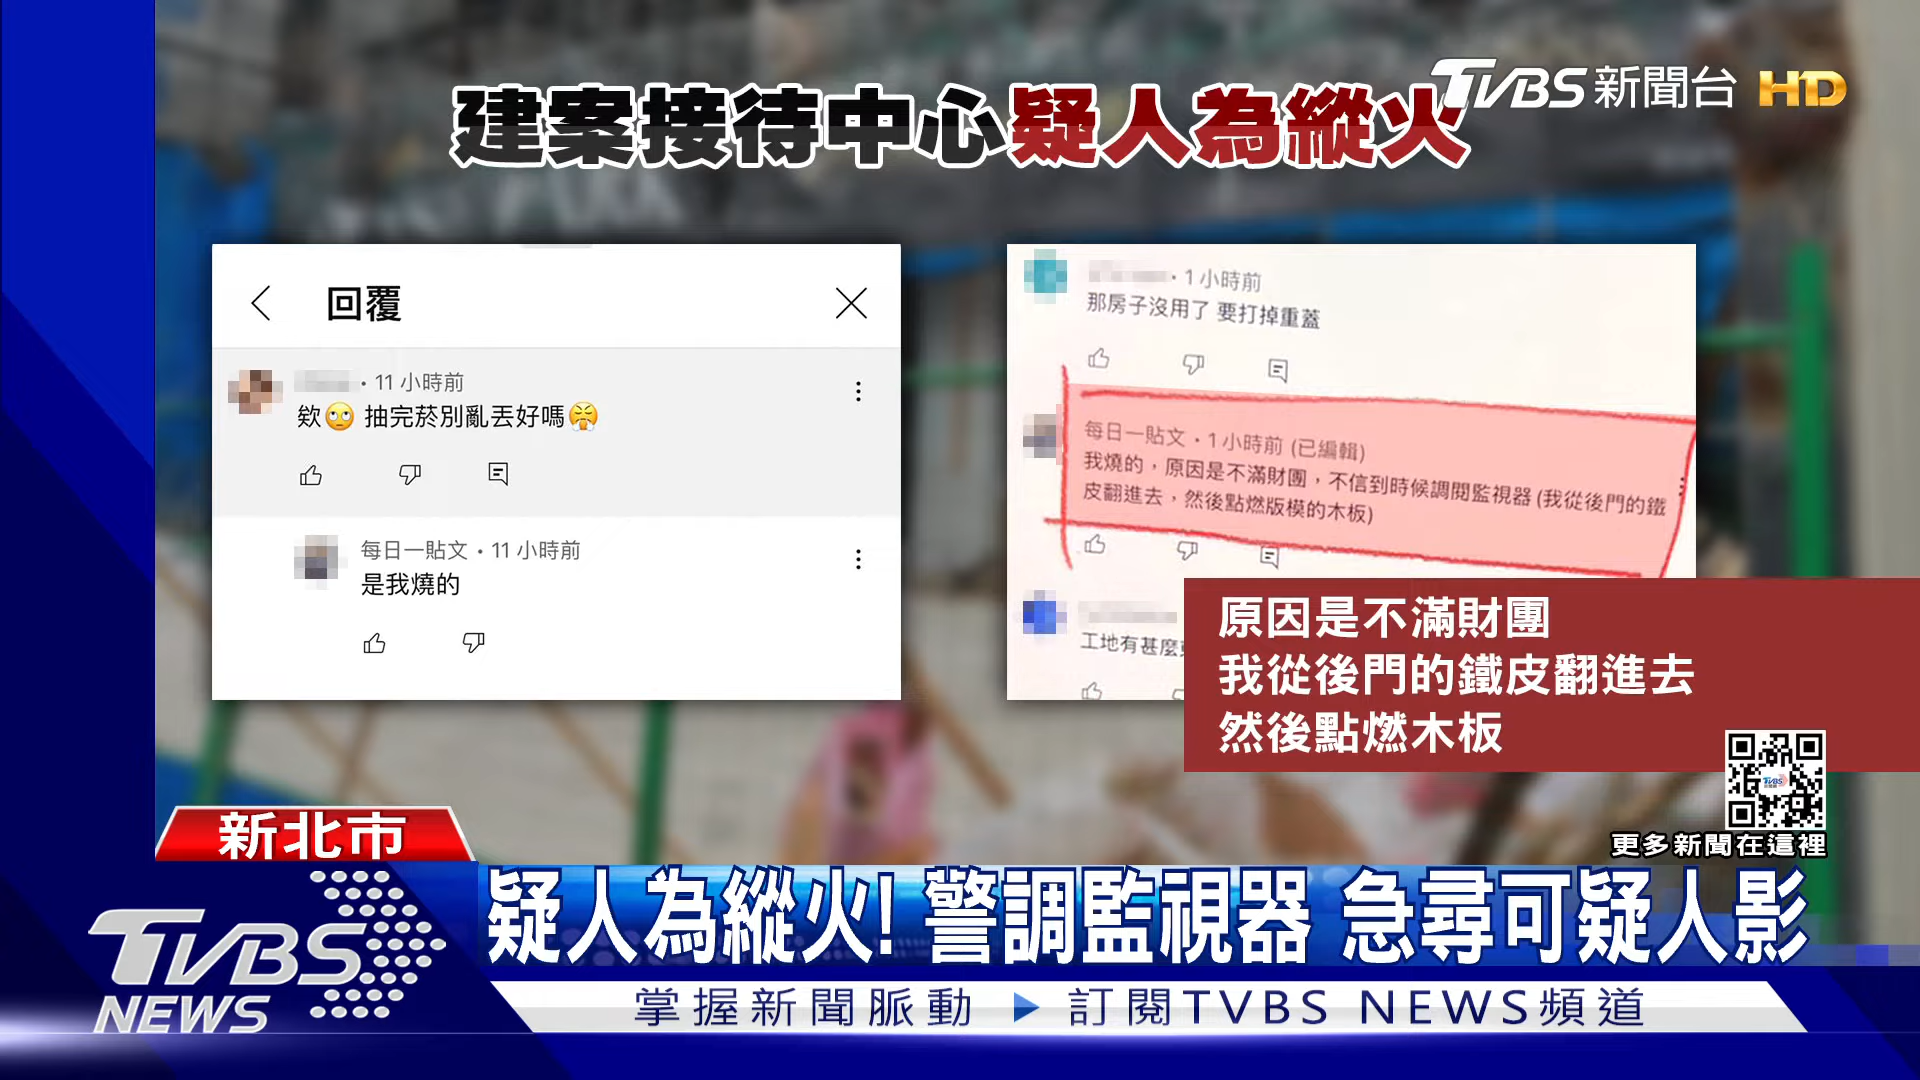 建案接待中心疑人為縱火
TVBS新聞台 HD
回覆
• 11 小時前
欸🙄 抽完菸別亂丟好嗎😤
每日一貼文 • 11 小時前
是我燒的
• 1 小時前
那房子沒用了 要打掉重蓋
每日一貼文 • 1 小時前 (已編輯)
我燒的，原因是不滿財團，不信到時候調閱監視器 (我從後門的鐵
皮翻進去，然後點燃版模的木板)
工地有甚麼
原因是不滿財團
我從後門的鐵皮翻進去
然後點燃木板
TVBS
更多新聞在這裡
新北市
疑人為縱火! 警調監視器 急尋可疑人影
TVBS
NEWS
掌握新聞脈動 ▶ 訂閱TVBS NEWS頻道